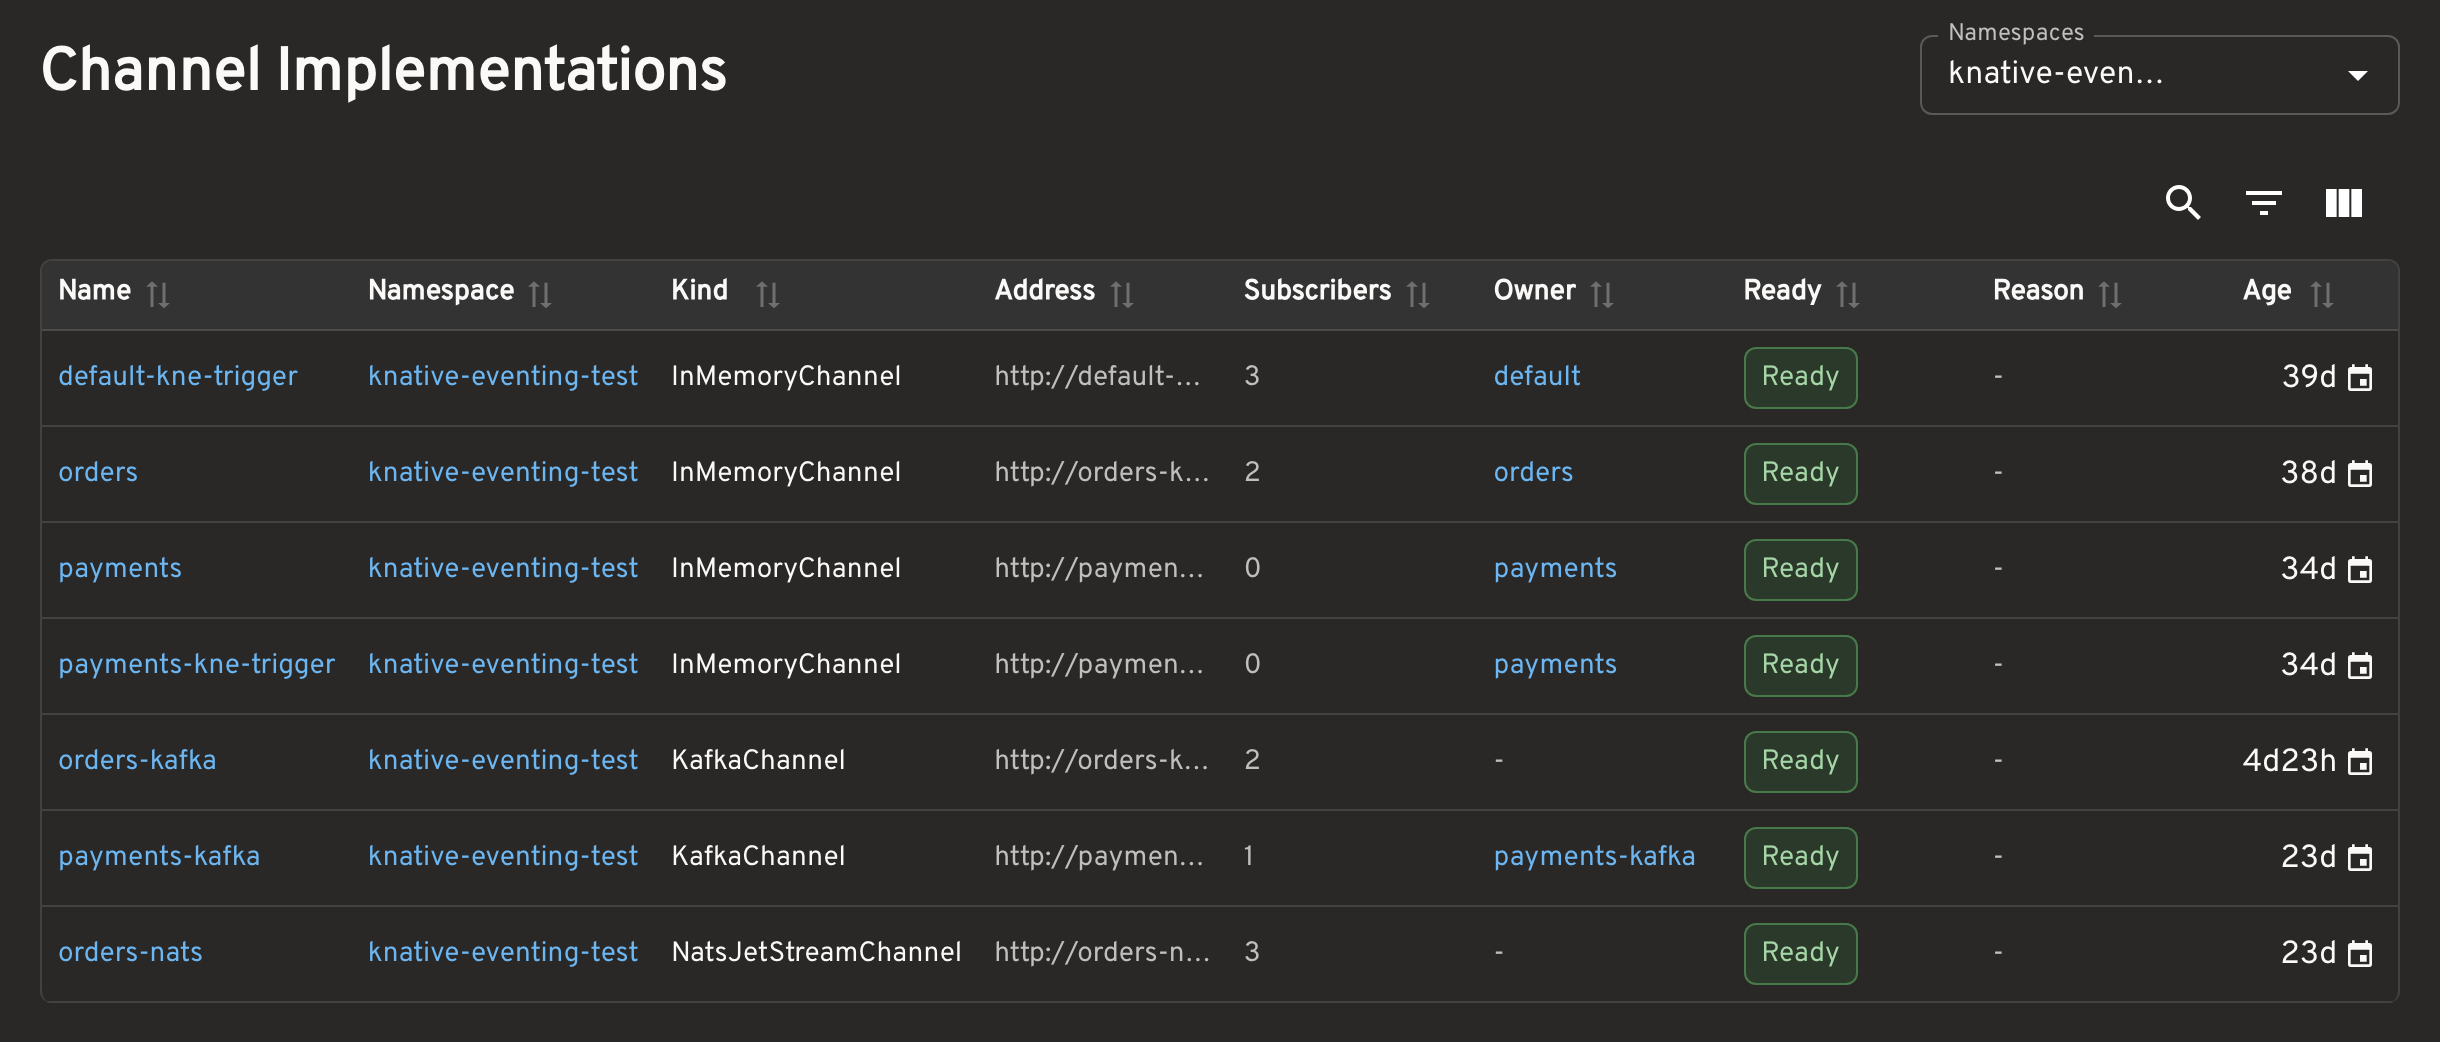 Namespaces
Channel Implementations knative-even...
Name Namespace Kind Address Subscribers Owner Ready Reason Age
default-kne-trigger knative-eventing-test InMemoryChannel http://default-... 3 default Ready - 39d
orders knative-eventing-test InMemoryChannel http://orders-k... 2 orders Ready - 38d
payments knative-eventing-test InMemoryChannel http://paymen... 0 payments Ready - 34d
payments-kne-trigger knative-eventing-test InMemoryChannel http://paymen... 0 payments Ready - 34d
orders-kafka knative-eventing-test KafkaChannel http://orders-k... 2 - Ready - 4d23h
payments-kafka knative-eventing-test KafkaChannel http://paymen... 1 payments-kafka Ready - 23d
orders-nats knative-eventing-test NatsJetStreamChannel http://orders-n... 3 - Ready - 23d